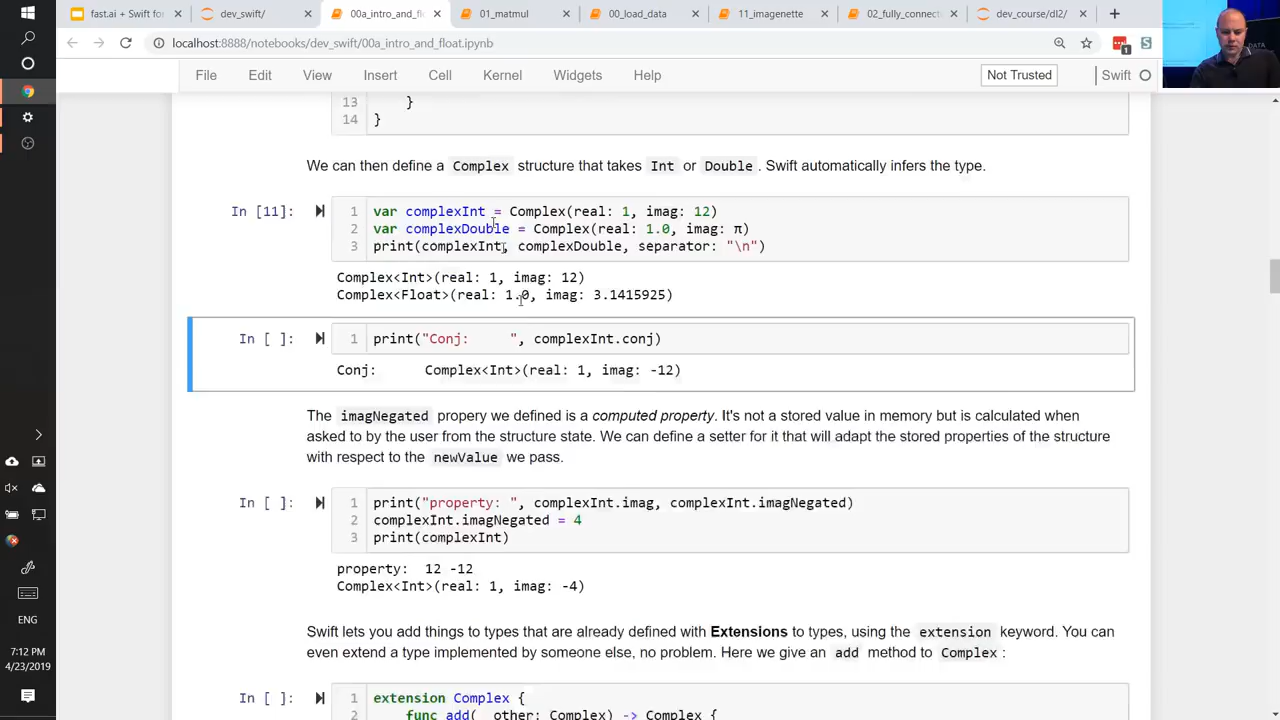 fast.ai - Swift for
dev_swift/
00a_intro_and_fl
01_matmul
00_load_data
11_imagenette
02_fully_connect
dev_course/dl2/
localhost:8888/notebooks/dev_swift/00a_intro_and_float.ipynb
File Edit View Insert Cell Kernel Widgets Help
Not Trusted
Swift
13 }
14 }
We can then define a Complex structure that takes Int or Double . Swift automatically infers the type.
In [11]:
1 var complexInt = Complex(real: 1, imag: 12)
2 var complexDouble = Complex(real: 1.0, imag: π)
3 print(complexInt, complexDouble, separator: "\n")
Complex<Int>(real: 1, imag: 12)
Complex<Float>(real: 1.0, imag: 3.1415925)
In [ ]:
1 print("Conj:     ", complexInt.conj)
Conj:      Complex<Int>(real: 1, imag: -12)
The imagNegated propery we defined is a computed property. It's not a stored value in memory but is calculated when
asked to by the user from the structure state. We can define a setter for it that will adapt the stored properties of the structure
with respect to the newValue we pass.
In [ ]:
1 print("property: ", complexInt.imag, complexInt.imagNegated)
2 complexInt.imagNegated = 4
3 print(complexInt)
property:  12 -12
Complex<Int>(real: 1, imag: -4)
Swift lets you add things to types that are already defined with Extensions to types, using the extension keyword. You can
even extend a type implemented by someone else, no problem. Here we give an add method to Complex :
In [ ]:
1 extension Complex {
2 func add(_ other: Complex) -> Complex {
ENG
7:12 PM
4/23/2019
1
S
DATA